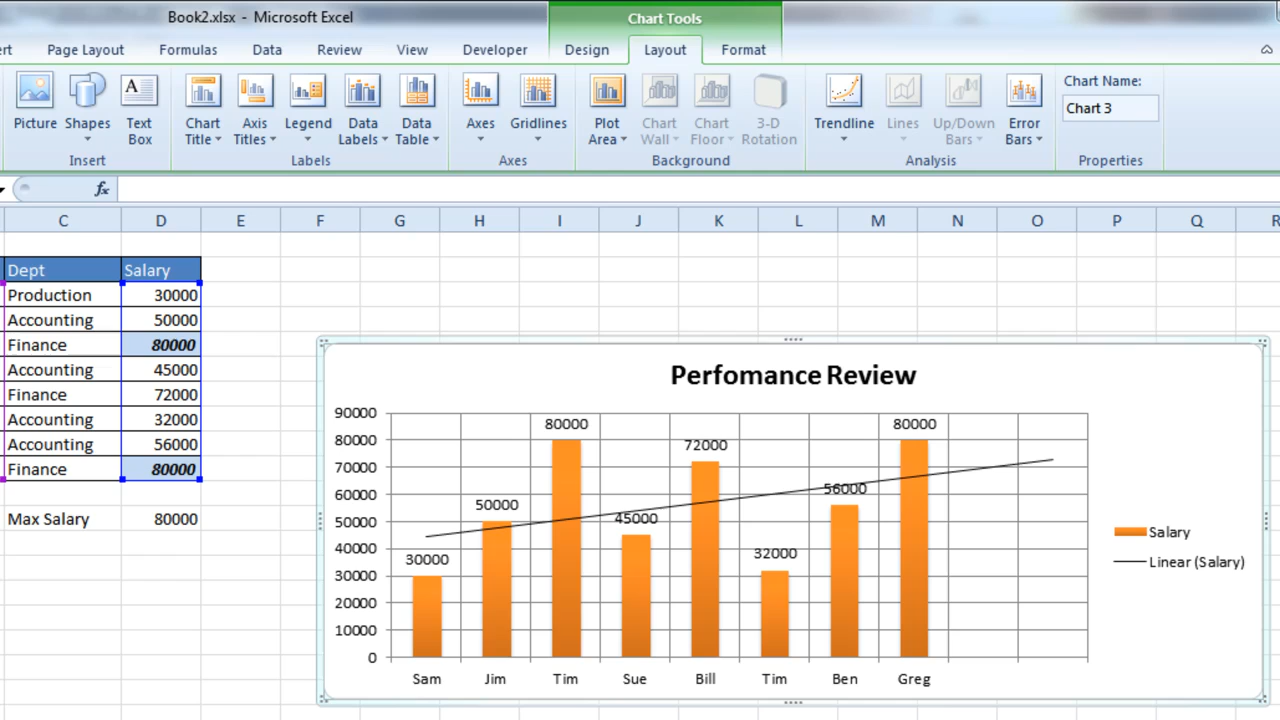 Book2.xlsx - Microsoft Excel
Chart Tools
ert Page Layout Formulas Data Review View Developer Design Layout Format
Picture Shapes Text Box Chart Title Axis Titles Legend Data Labels Data Table Axes Gridlines Plot Area Chart Wall Chart Floor 3-D Rotation Trendline Lines Up/Down Bars Error Bars
Chart Name:
Chart 3
Insert Labels Axes Background Analysis Properties
fx
C D E F G H I J K L M N O P Q R
Dept Salary
Production 30000
Accounting 50000
Finance 80000
Accounting 45000
Finance 72000
Accounting 32000
Accounting 56000
Finance 80000
Max Salary 80000
Perfomance Review
90000
80000
70000
60000
50000
40000
30000
20000
10000
0
30000
50000
80000
45000
72000
32000
56000
80000
Sam Jim Tim Sue Bill Tim Ben Greg
Salary
Linear (Salary)